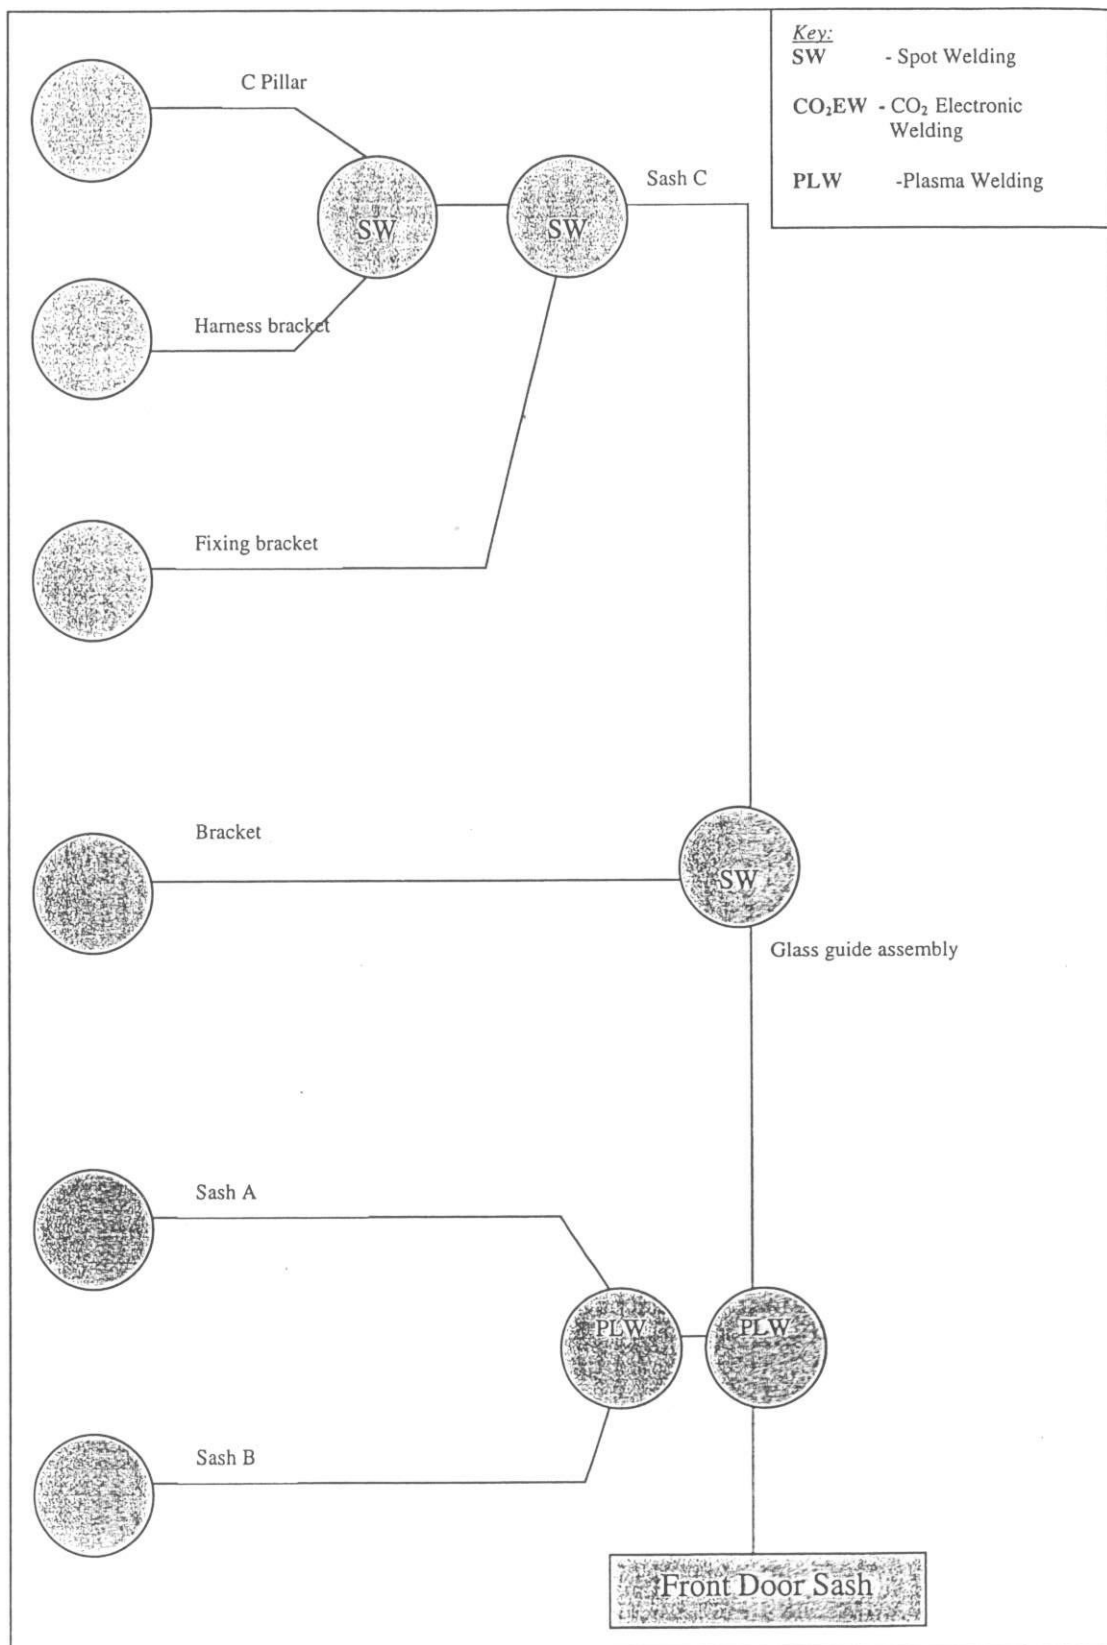 Key:
SW - Spot Welding
CO₂EW - CO₂ Electronic
Welding
PLW -Plasma Welding
C Pillar
SW
SW
Sash C
Harness bracket
Fixing bracket
Bracket
SW
Glass guide assembly
Sash A
PLW
PLW
Sash B
Front Door Sash